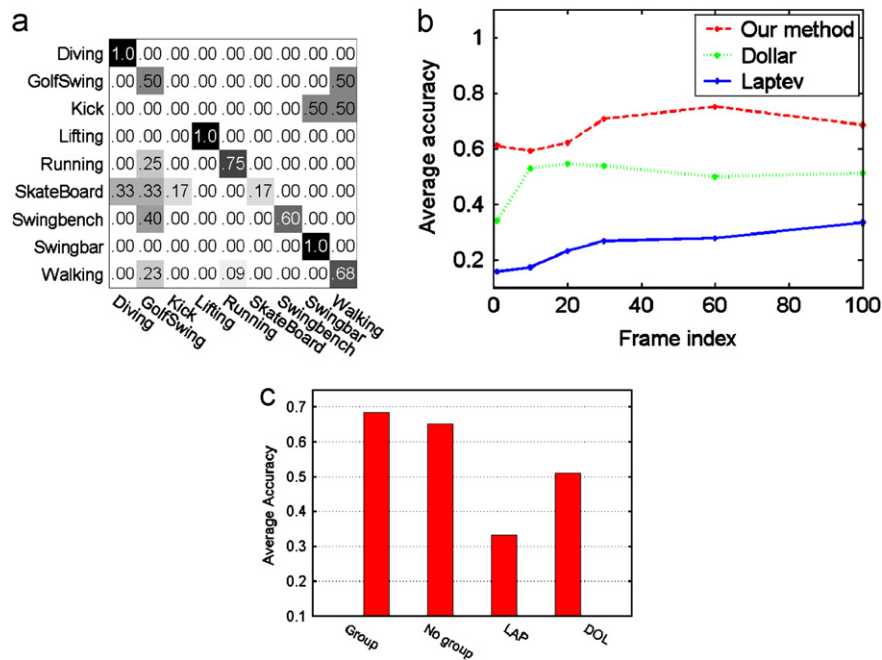 a
Diving 1.0 .00 .00 .00 .00 .00 .00 .00 .00
GolfSwing .00 .50 .00 .00 .00 .00 .00 .00 .50
Kick .00 .00 .00 .00 .00 .00 .00 .50 .50
Lifting .00 .00 .00 1.0 .00 .00 .00 .00 .00
Running .00 .25 .00 .00 .75 .00 .00 .00 .00
SkateBoard .33 .33 .17 .00 .00 .17 .00 .00 .00
Swingbench .00 .40 .00 .00 .00 .00 .60 .00 .00
Swingbar .00 .00 .00 .00 .00 .00 .00 1.0 .00
Walking .00 .23 .00 .00 .09 .00 .00 .00 .68
Diving GolfSwing Kick Lifting Running SkateBoard Swingbench Swingbar Walking
b
Average accuracy
1
0.8
0.6
0.4
0.2
Our method
Dollar
Laptev
0 20 40 60 80 100
Frame index
c
Average Accuracy
0.7
0.6
0.5
0.4
0.3
0.2
0.1
Group No group LAP DOL